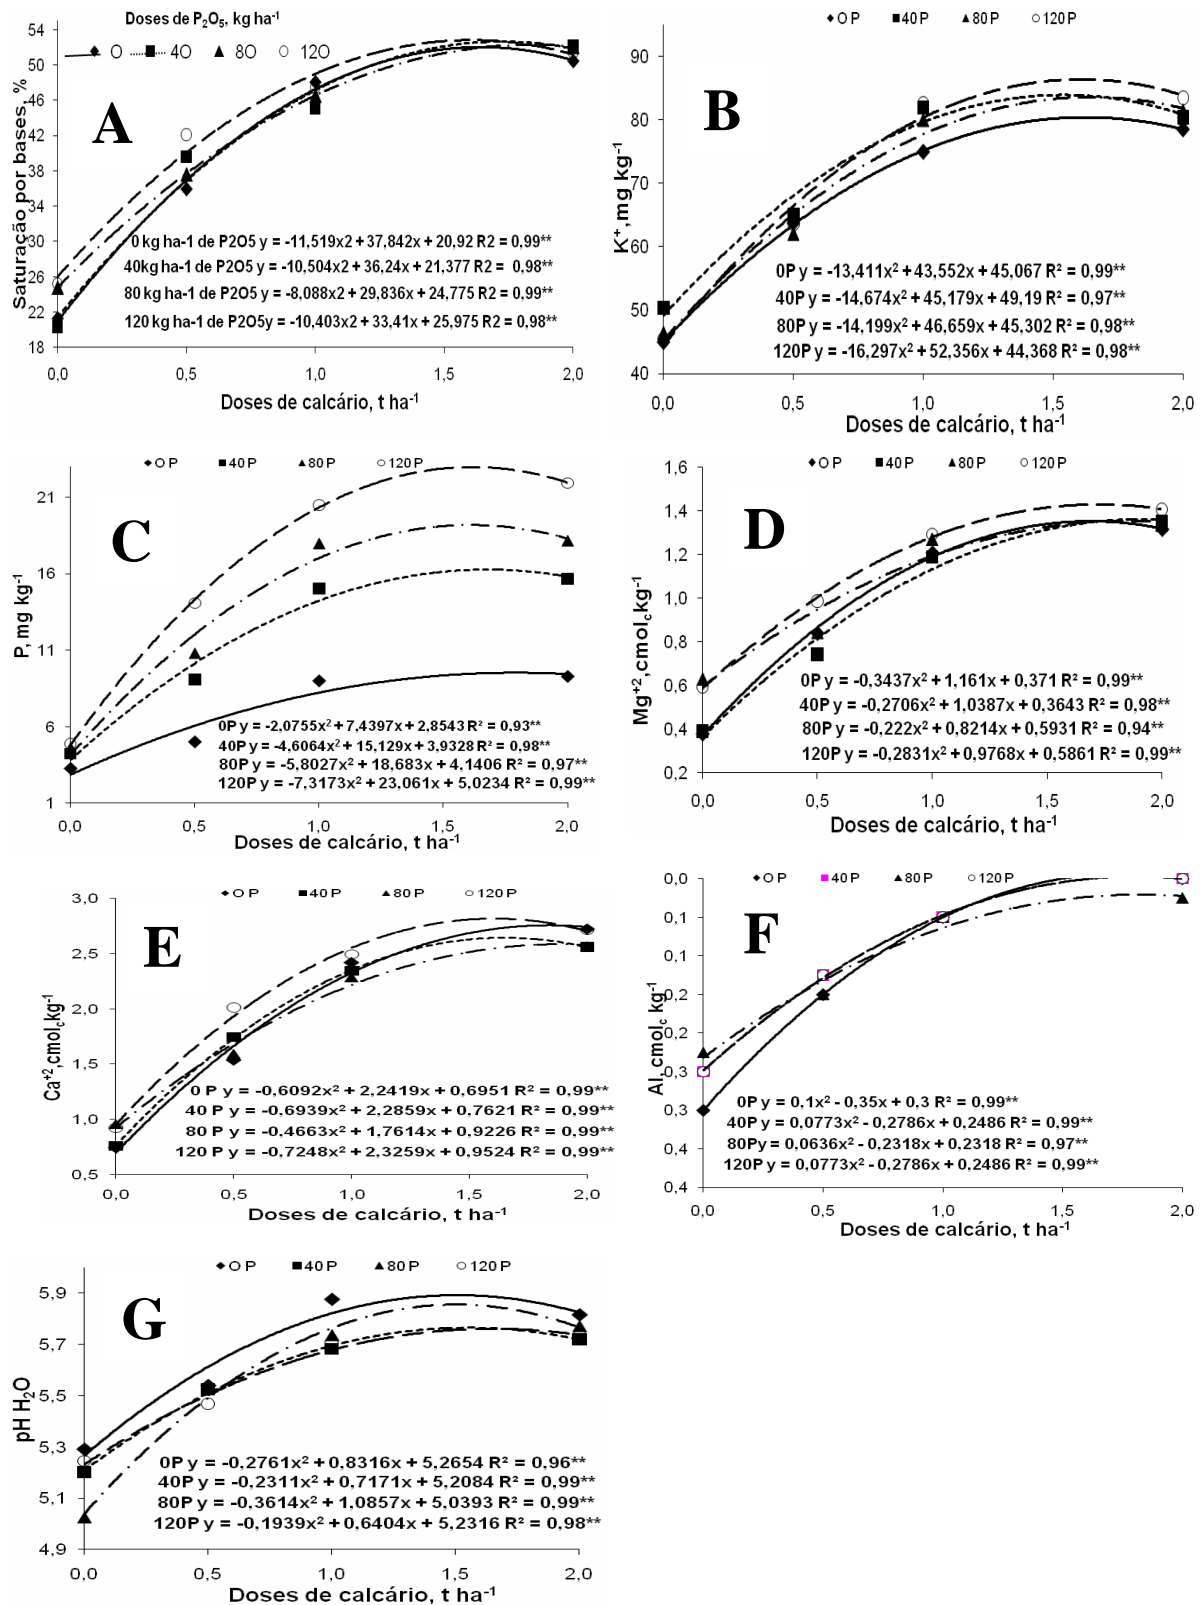 Doses de P₂O₅, kg ha⁻¹
0 40 80 120
A
Saturação por bases, %
54
50
46
42
38
34
30
26
22
18
0 kg ha-1 de P2O5 y = -11,519x2 + 37,842x + 20,92 R2 = 0,99**
40kg ha-1 de P2O5 y = -10,504x2 + 36,24x + 21,377 R2 = 0,98**
80 kg ha-1 de P2O5 y = -8,088x2 + 29,836x + 24,775 R2 = 0,99**
120 kg ha-1 de P2O5y = -10,403x2 + 33,41x + 25,975 R2 = 0,98**
0,0 0,5 1,0 1,5 2,0
Doses de calcário, t ha⁻¹
0 P 40 P 80 P 120 P
B
K⁺, mg kg⁻¹
90
80
70
60
50
40
0P y = -13,411x² + 43,552x + 45,067 R² = 0,99**
40P y = -14,674x² + 45,179x + 49,19 R² = 0,97**
80P y = -14,199x² + 46,659x + 45,302 R² = 0,98**
120P y = -16,297x² + 52,356x + 44,368 R² = 0,98**
0,0 0,5 1,0 1,5 2,0
Doses de calcário, t ha⁻¹
0 P 40 P 80 P 120 P
C
P, mg kg⁻¹
21
16
11
6
1
0P y = -2,0755x² + 7,4397x + 2,8543 R² = 0,93**
40P y = -4,6064x² + 15,129x + 3,9328 R² = 0,98**
80P y = -5,8027x² + 18,683x + 4,1406 R² = 0,97**
120P y = -7,3173x² + 23,061x + 5,0234 R² = 0,99**
0,0 0,5 1,0 1,5 2,0
Doses de calcário, t ha⁻¹
0 P 40 P 80 P 120 P
D
Mg⁺², cmolckg⁻¹
1,6
1,4
1,2
1,0
0,8
0,6
0,4
0,2
0P y = -0,3437x² + 1,161x + 0,371 R² = 0,99**
40P y = -0,2706x² + 1,0387x + 0,3643 R² = 0,98**
80P y = -0,222x² + 0,8214x + 0,5931 R² = 0,94**
120P y = -0,2831x² + 0,9768x + 0,5861 R² = 0,99**
0,0 0,5 1,0 1,5 2,0
Doses de calcário, t ha⁻¹
0 P 40 P 80 P 120 P
E
Ca⁺², cmolckg⁻¹
3,0
2,5
2,0
1,5
1,0
0,5
0 P y = -0,6092x² + 2,2419x + 0,6951 R² = 0,99**
40 P y = -0,6939x² + 2,2859x + 0,7621 R² = 0,99**
80 P y = -0,4663x² + 1,7614x + 0,9226 R² = 0,99**
120 P y = -0,7248x² + 2,3259x + 0,9524 R² = 0,99**
0,0 0,5 1,0 1,5 2,0
Doses de calcário, t ha⁻¹
0 P 40 P 80 P 120 P
F
Al, cmolc kg⁻¹
0,0
0,1
0,1
0,2
0,2
0,3
0,3
0,4
0,4
0P y = 0,1x² - 0,35x + 0,3 R² = 0,99**
40P y = 0,0773x² - 0,2786x + 0,2486 R² = 0,99**
80Py = 0,0636x² - 0,2318x + 0,2318 R² = 0,97**
120P y = 0,0773x² - 0,2786x + 0,2486 R² = 0,99**
0,0 0,5 1,0 1,5 2,0
Doses de calcário, t ha⁻¹
0 P 40 P 80 P 120 P
G
pH H₂O
5,9
5,7
5,5
5,3
5,1
4,9
0P y = -0,2761x² + 0,8316x + 5,2654 R² = 0,96**
40P y = -0,2311x² + 0,7171x + 5,2084 R² = 0,99**
80P y = -0,3614x² + 1,0857x + 5,0393 R² = 0,99**
120P y = -0,1939x² + 0,6404x + 5,2316 R² = 0,98**
0,0 0,5 1,0 1,5 2,0
Doses de calcário, t ha⁻¹